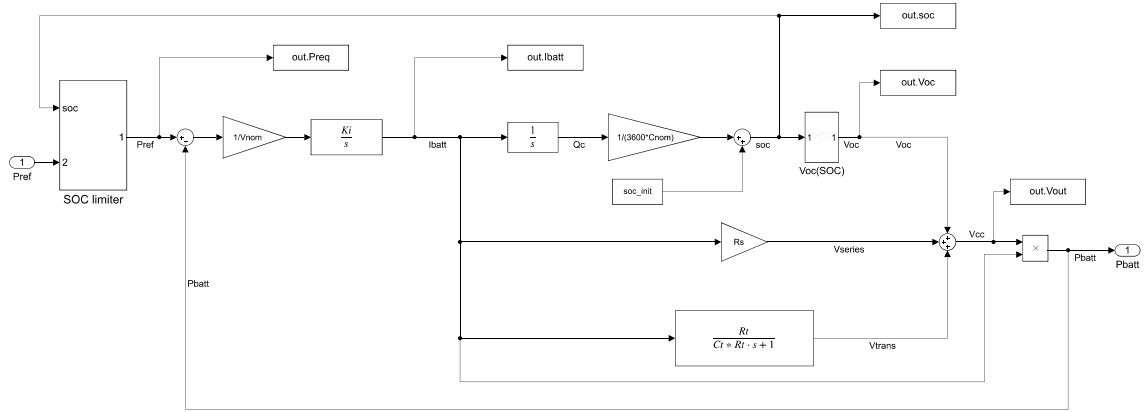 out.soc
out.Preq
out.Ibatt
out.Voc
soc
1
2
SOC limiter
1
Pref
Pref
+
−
1/Vnom
Ki
s
Ibatt
1
s
Qc
1/(3600*Cnom)
+
+
soc
soc_init
1 1
Voc(SOC)
Voc
Voc
out.Vout
Rs
Vseries
+
+
+
Vcc
×
Pbatt
1
Pbatt
Pbatt
Rt
Ct * Rt · s + 1
Vtrans